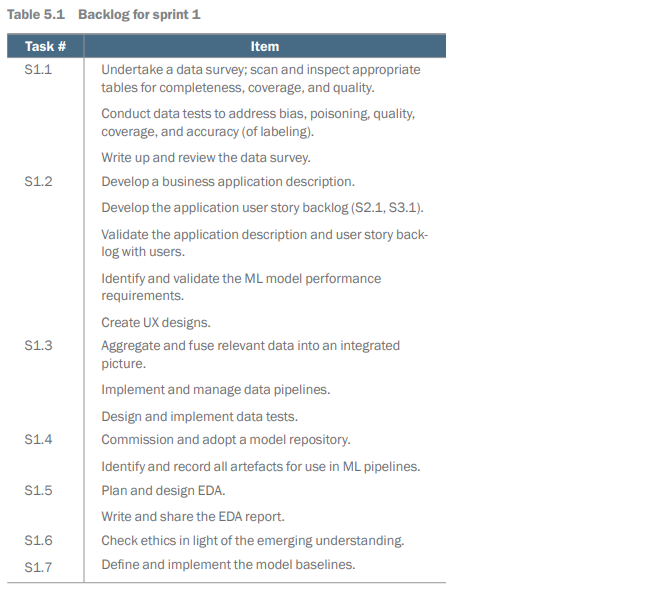 Table 5.1 Backlog for sprint 1
Task # Item
S1.1 Undertake a data survey; scan and inspect appropriate
tables for completeness, coverage, and quality.
Conduct data tests to address bias, poisoning, quality,
coverage, and accuracy (of labeling).
Write up and review the data survey.
S1.2 Develop a business application description.
Develop the application user story backlog (S2.1, S3.1).
Validate the application description and user story back-
log with users.
Identify and validate the ML model performance
requirements.
Create UX designs.
S1.3 Aggregate and fuse relevant data into an integrated
picture.
Implement and manage data pipelines.
Design and implement data tests.
S1.4 Commission and adopt a model repository.
Identify and record all artefacts for use in ML pipelines.
S1.5 Plan and design EDA.
Write and share the EDA report.
S1.6 Check ethics in light of the emerging understanding.
S1.7 Define and implement the model baselines.